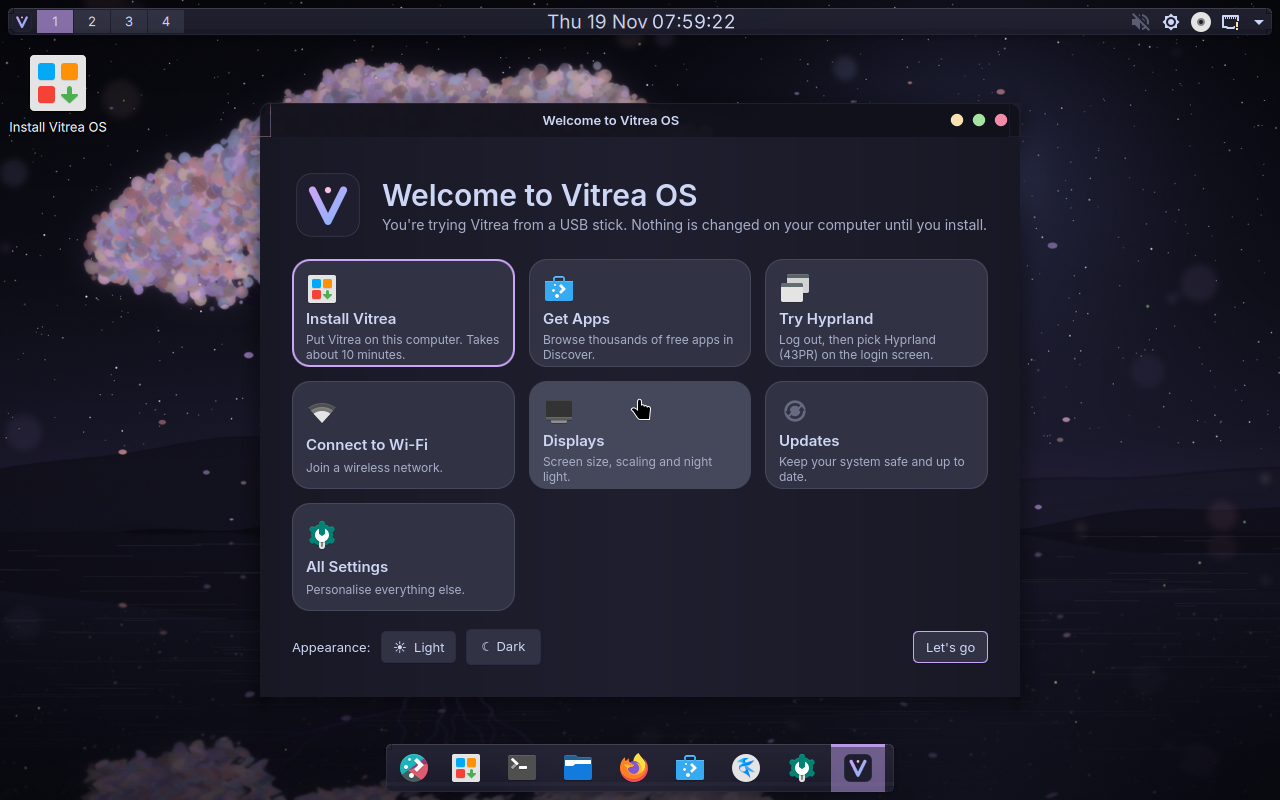 1 2 3 4
Thu 19 Nov 07:59:22
Install Vitrea OS
Welcome to Vitrea OS
Welcome to Vitrea OS
You're trying Vitrea from a USB stick. Nothing is changed on your computer until you install.
Install Vitrea
Put Vitrea on this computer. Takes
about 10 minutes.
Get Apps
Browse thousands of free apps in
Discover.
Try Hyprland
Log out, then pick Hyprland
(43PR) on the login screen.
Connect to Wi-Fi
Join a wireless network.
Displays
Screen size, scaling and night
light.
Updates
Keep your system safe and up to
date.
All Settings
Personalise everything else.
Appearance:
Light
Dark
Let's go